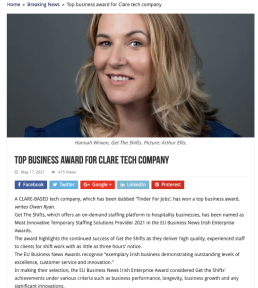 Home » Breaking News » Top business award for Clare tech company
Hannah Wrixon, Get The Shifts. Picture: Arthur Ellis.
TOP BUSINESS AWARD FOR CLARE TECH COMPANY
May 17, 2021 475 Views
Facebook Twitter Google + LinkedIn Pinterest
A CLARE-BASED tech company, which has been dubbed 'Tinder For Jobs', has won a top business award,
writes Owen Ryan.
Get The Shifts, which offers an on-demand staffing platform to hospitality businesses, has been named as
Most Innovative Temporary Staffing Solutions Provider 2021 in the EU Business News Irish Enterprise
Awards.
The award highlights the continued success of Get the Shifts as they deliver high quality, experienced staff
to clients for shift work with as little as three hours' notice.
The EU Business News Awards recognise "exemplary Irish business demonstrating outstanding levels of
excellence, customer service and innovation."
In making their selection, the EU Business News Irish Enterprise Award considered Get the Shifts'
achievements under various criteria such as business performance, longevity, business growth and any
significant innovations.